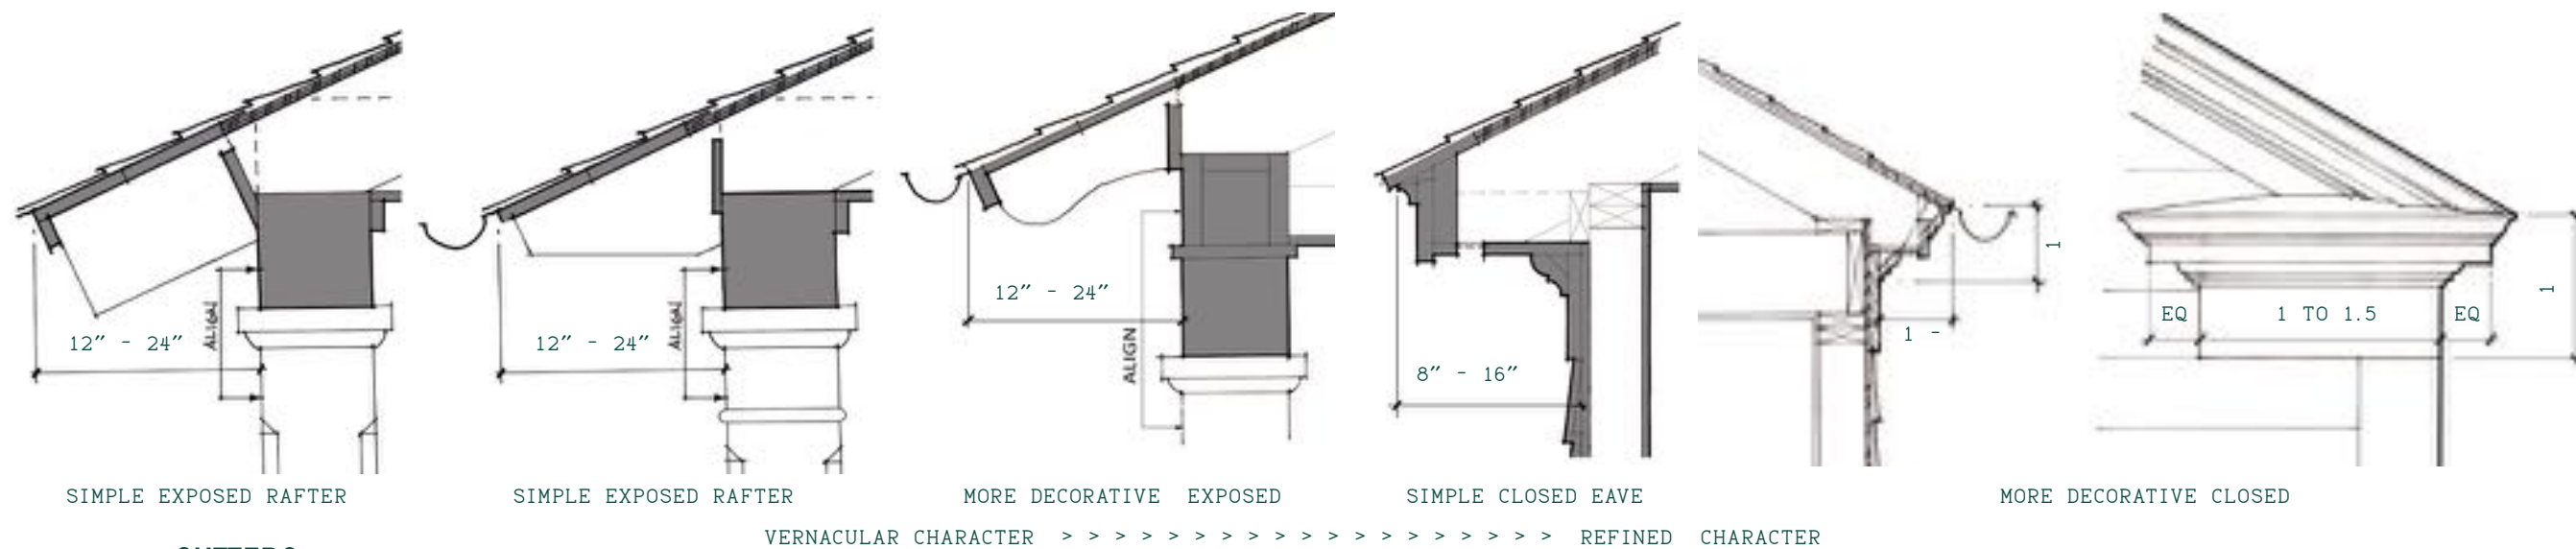 12" - 24"
ALIGN
SIMPLE EXPOSED RAFTER
12" - 24"
ALIGN
SIMPLE EXPOSED RAFTER
12" - 24"
ALIGN
MORE DECORATIVE EXPOSED
8" - 16"
SIMPLE CLOSED EAVE
1
1 -
EQ
1 TO 1.5
EQ
1
MORE DECORATIVE CLOSED
VERNACULAR CHARACTER > > > > > > > > > > > > > > > > > > > REFINED CHARACTER